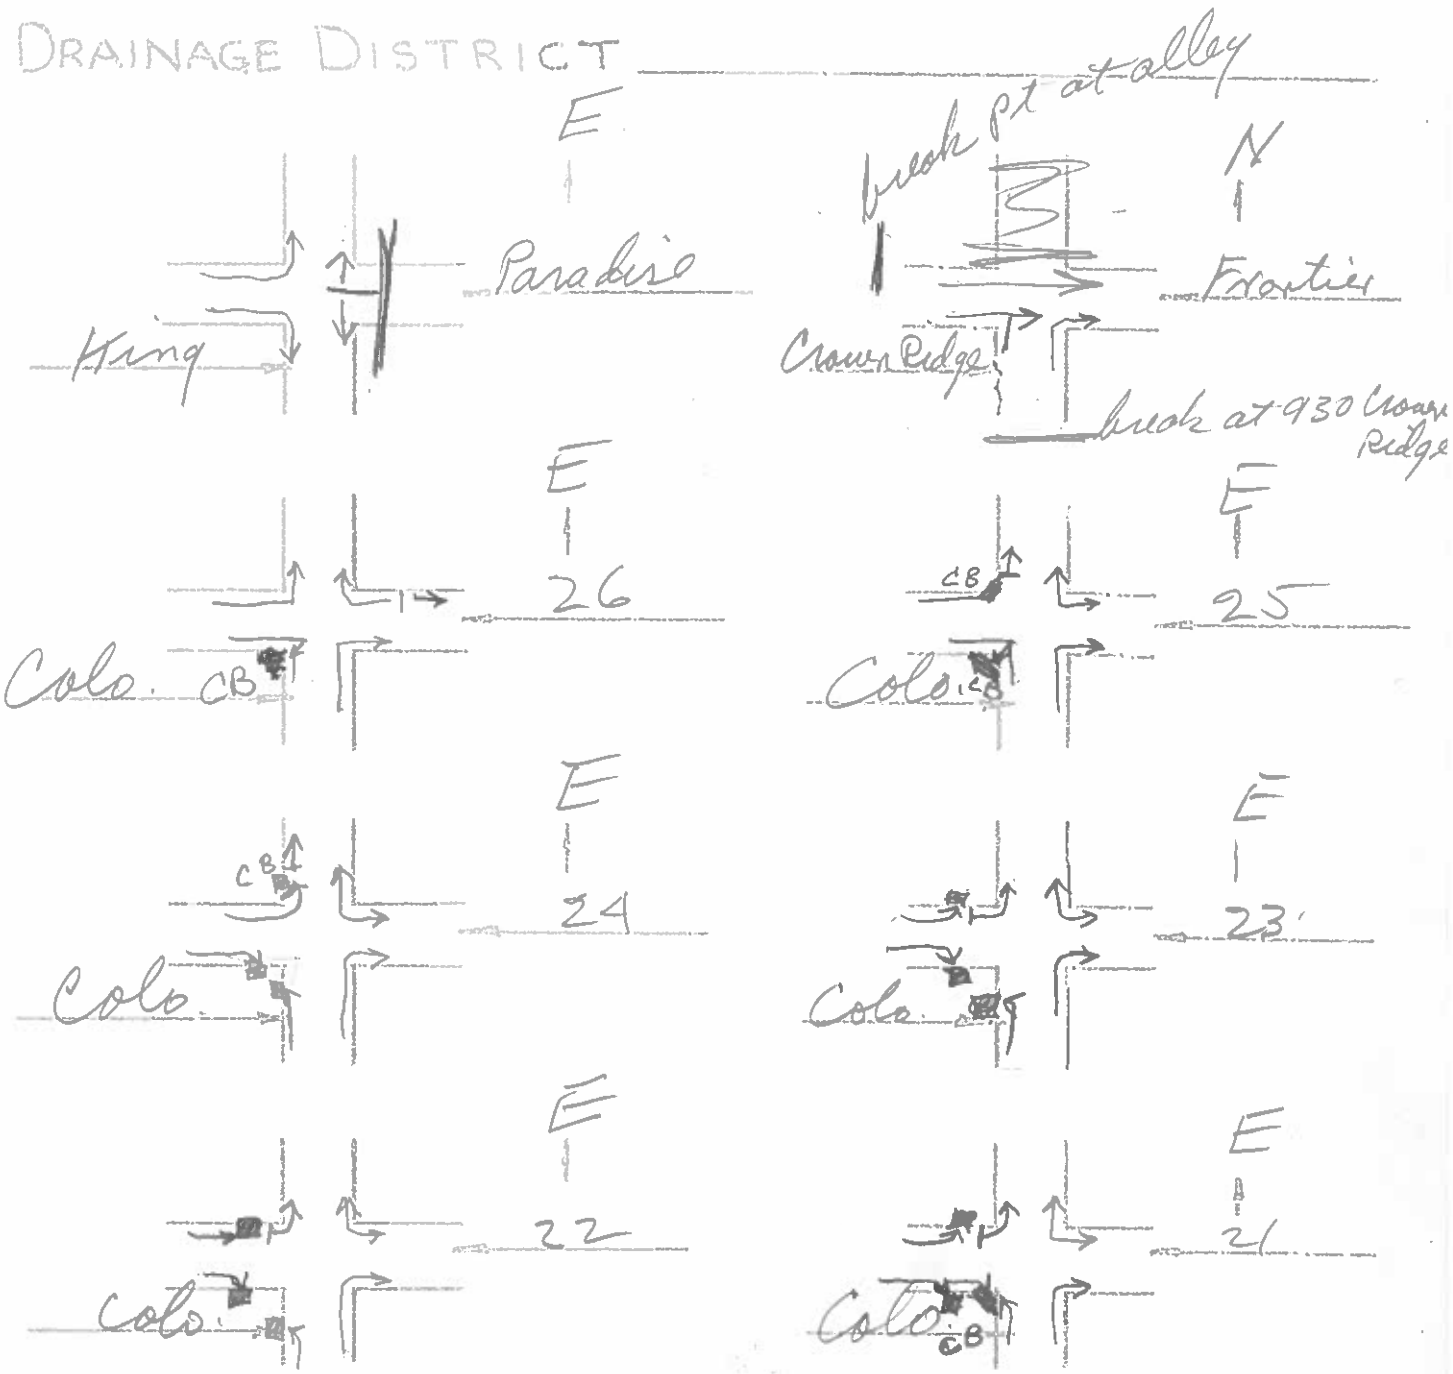 DRAINAGE DISTRICT
break pt at alley
E
N
Paradise
Frontier
King
Crown Ridge
break at 930 Crown
Ridge
E
E
26
CB
25
Colo. CB
Colo. CB
E
E
CB
24
23
Colo.
Colo.
E
E
22
21
Colo.
Colo.
CB